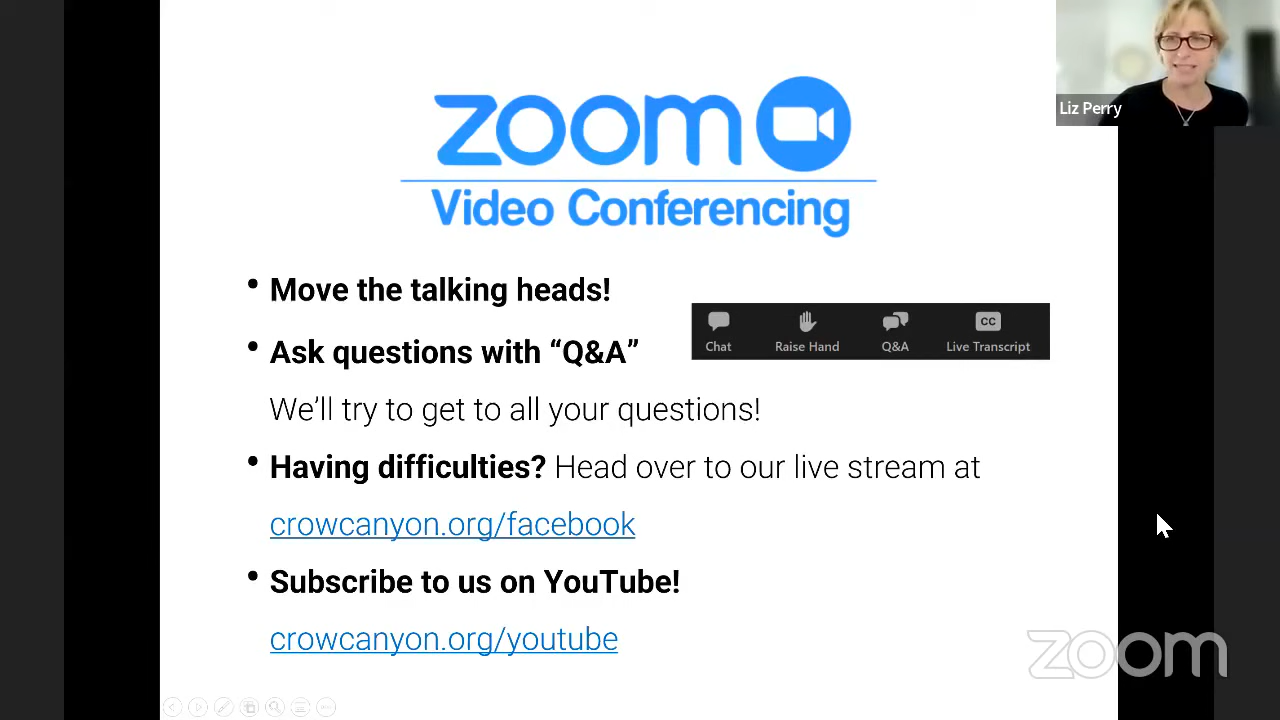 zoom
Video Conferencing
Liz Perry
• Move the talking heads!
Chat Raise Hand Q&A CC Live Transcript
• Ask questions with “Q&A”
We’ll try to get to all your questions!
• Having difficulties? Head over to our live stream at
crowcanyon.org/facebook
• Subscribe to us on YouTube!
crowcanyon.org/youtube
zoom